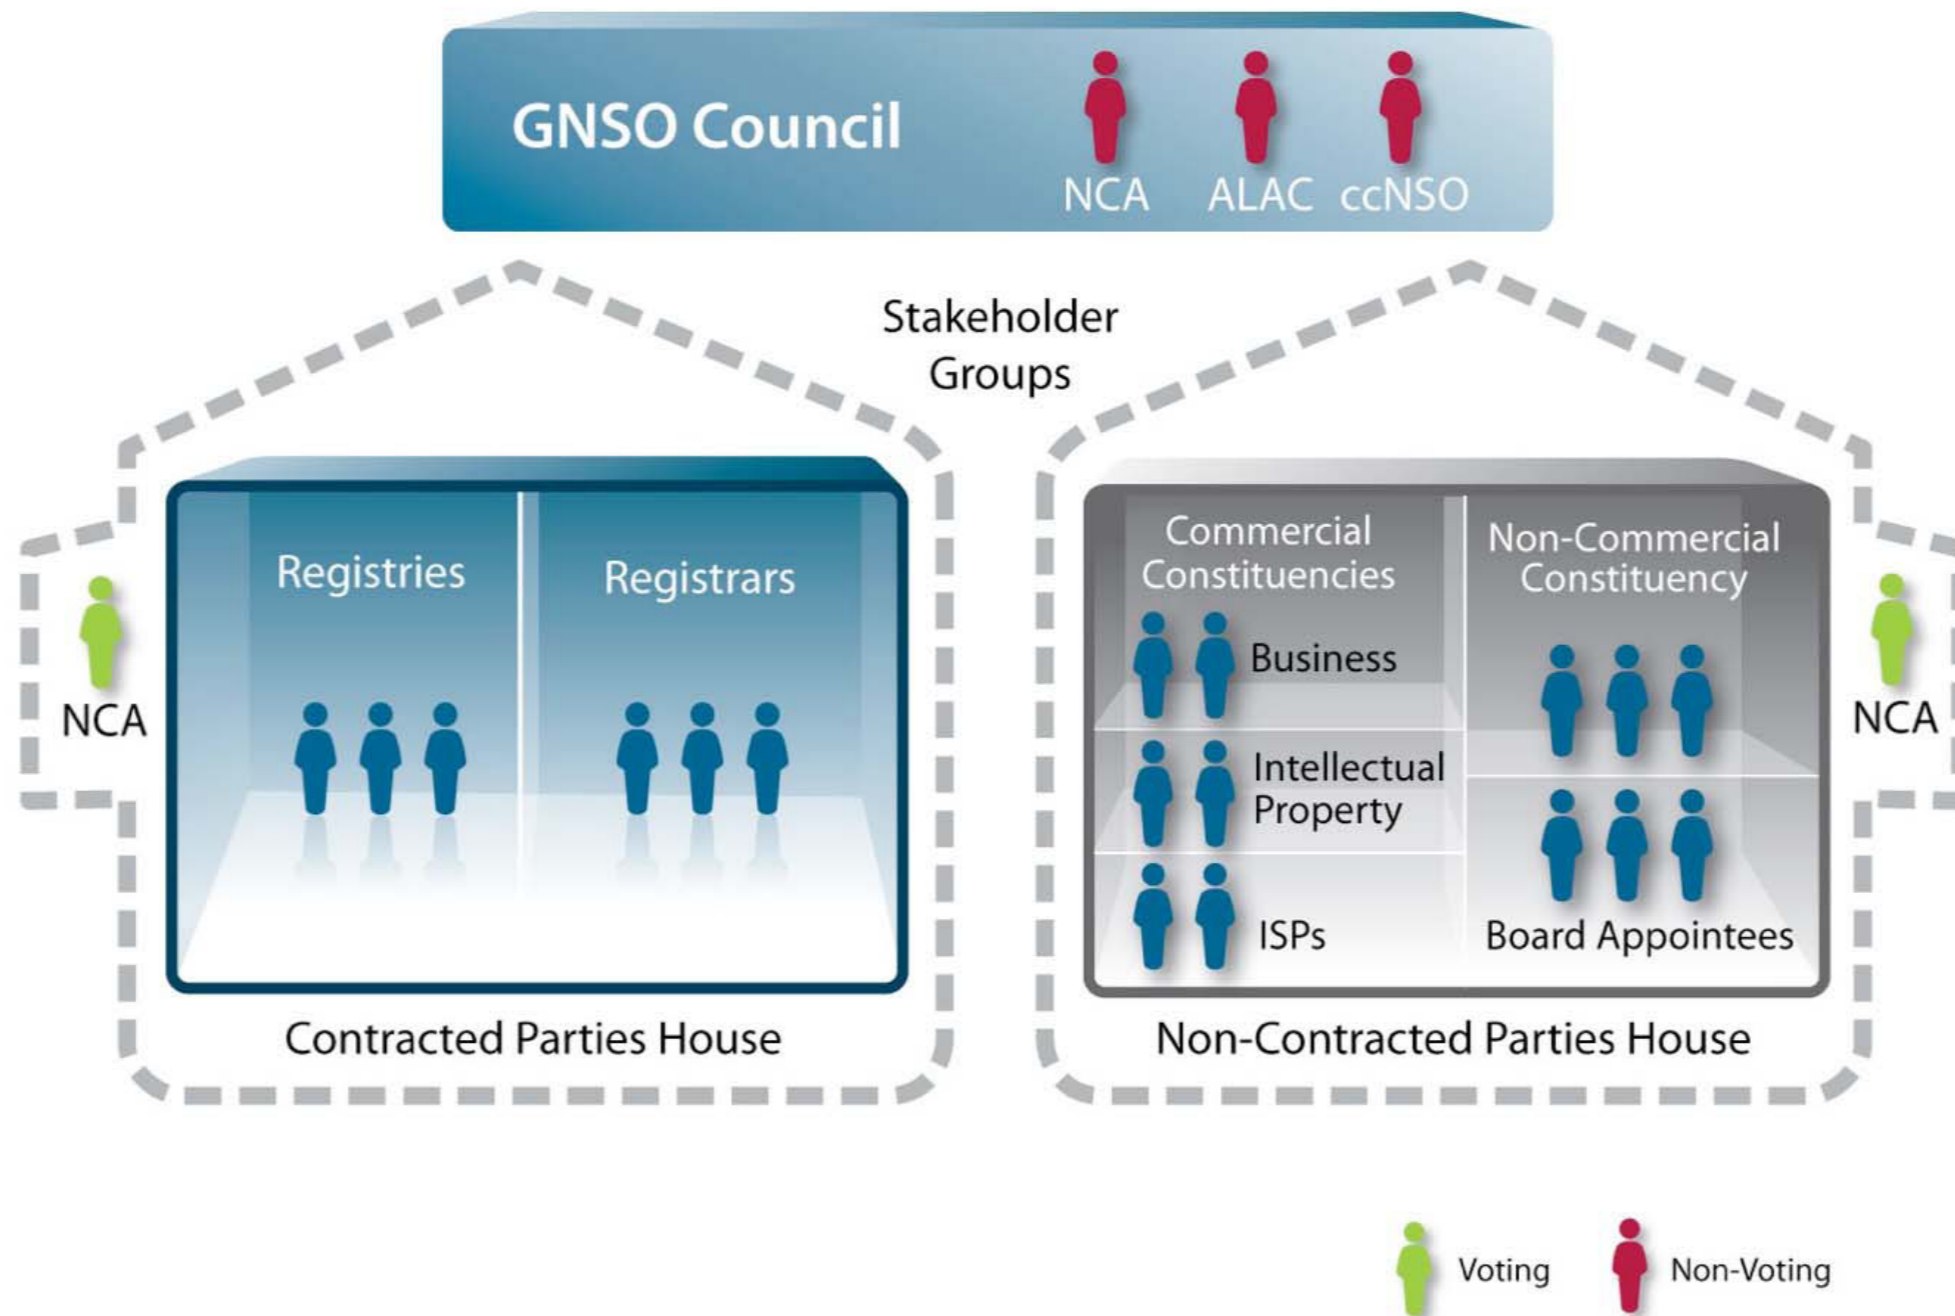 GNSO Council
NCA
ALAC
ccNSO
Stakeholder
Groups
Registries
Registrars
NCA
Contracted Parties House
Commercial
Constituencies
Business
Intellectual
Property
ISPs
Non-Commercial
Constituency
Board Appointees
NCA
Non-Contracted Parties House
Voting
Non-Voting